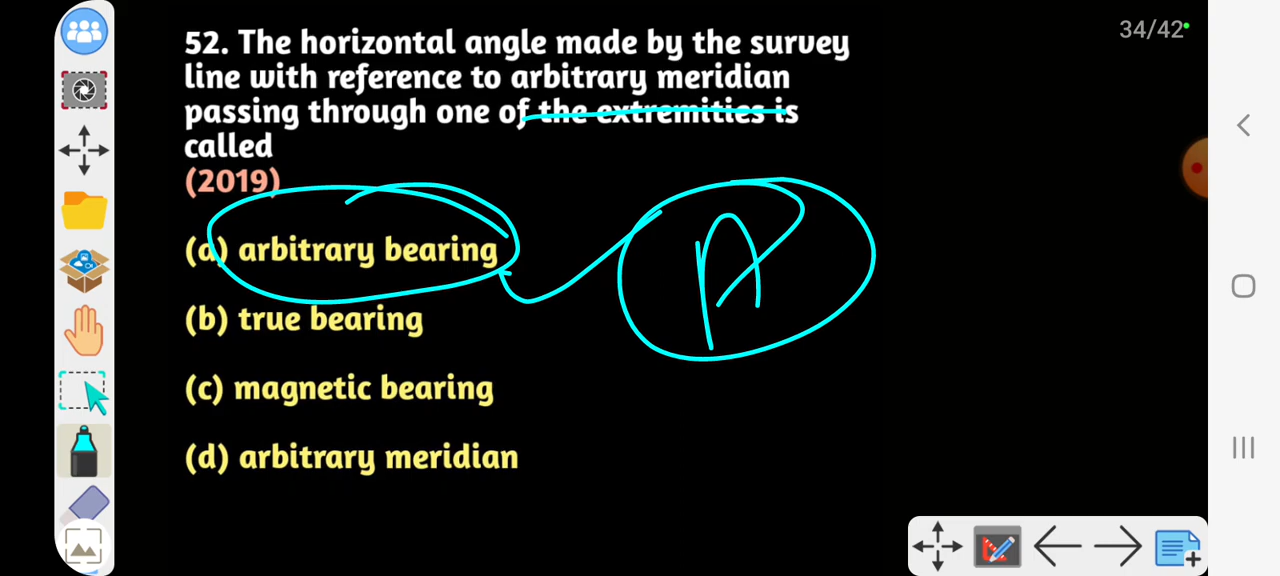 34/42
52. The horizontal angle made by the survey
line with reference to arbitrary meridian
passing through one of the extremities is
called
(2019)
(a) arbitrary bearing
A
(b) true bearing
(c) magnetic bearing
(d) arbitrary meridian